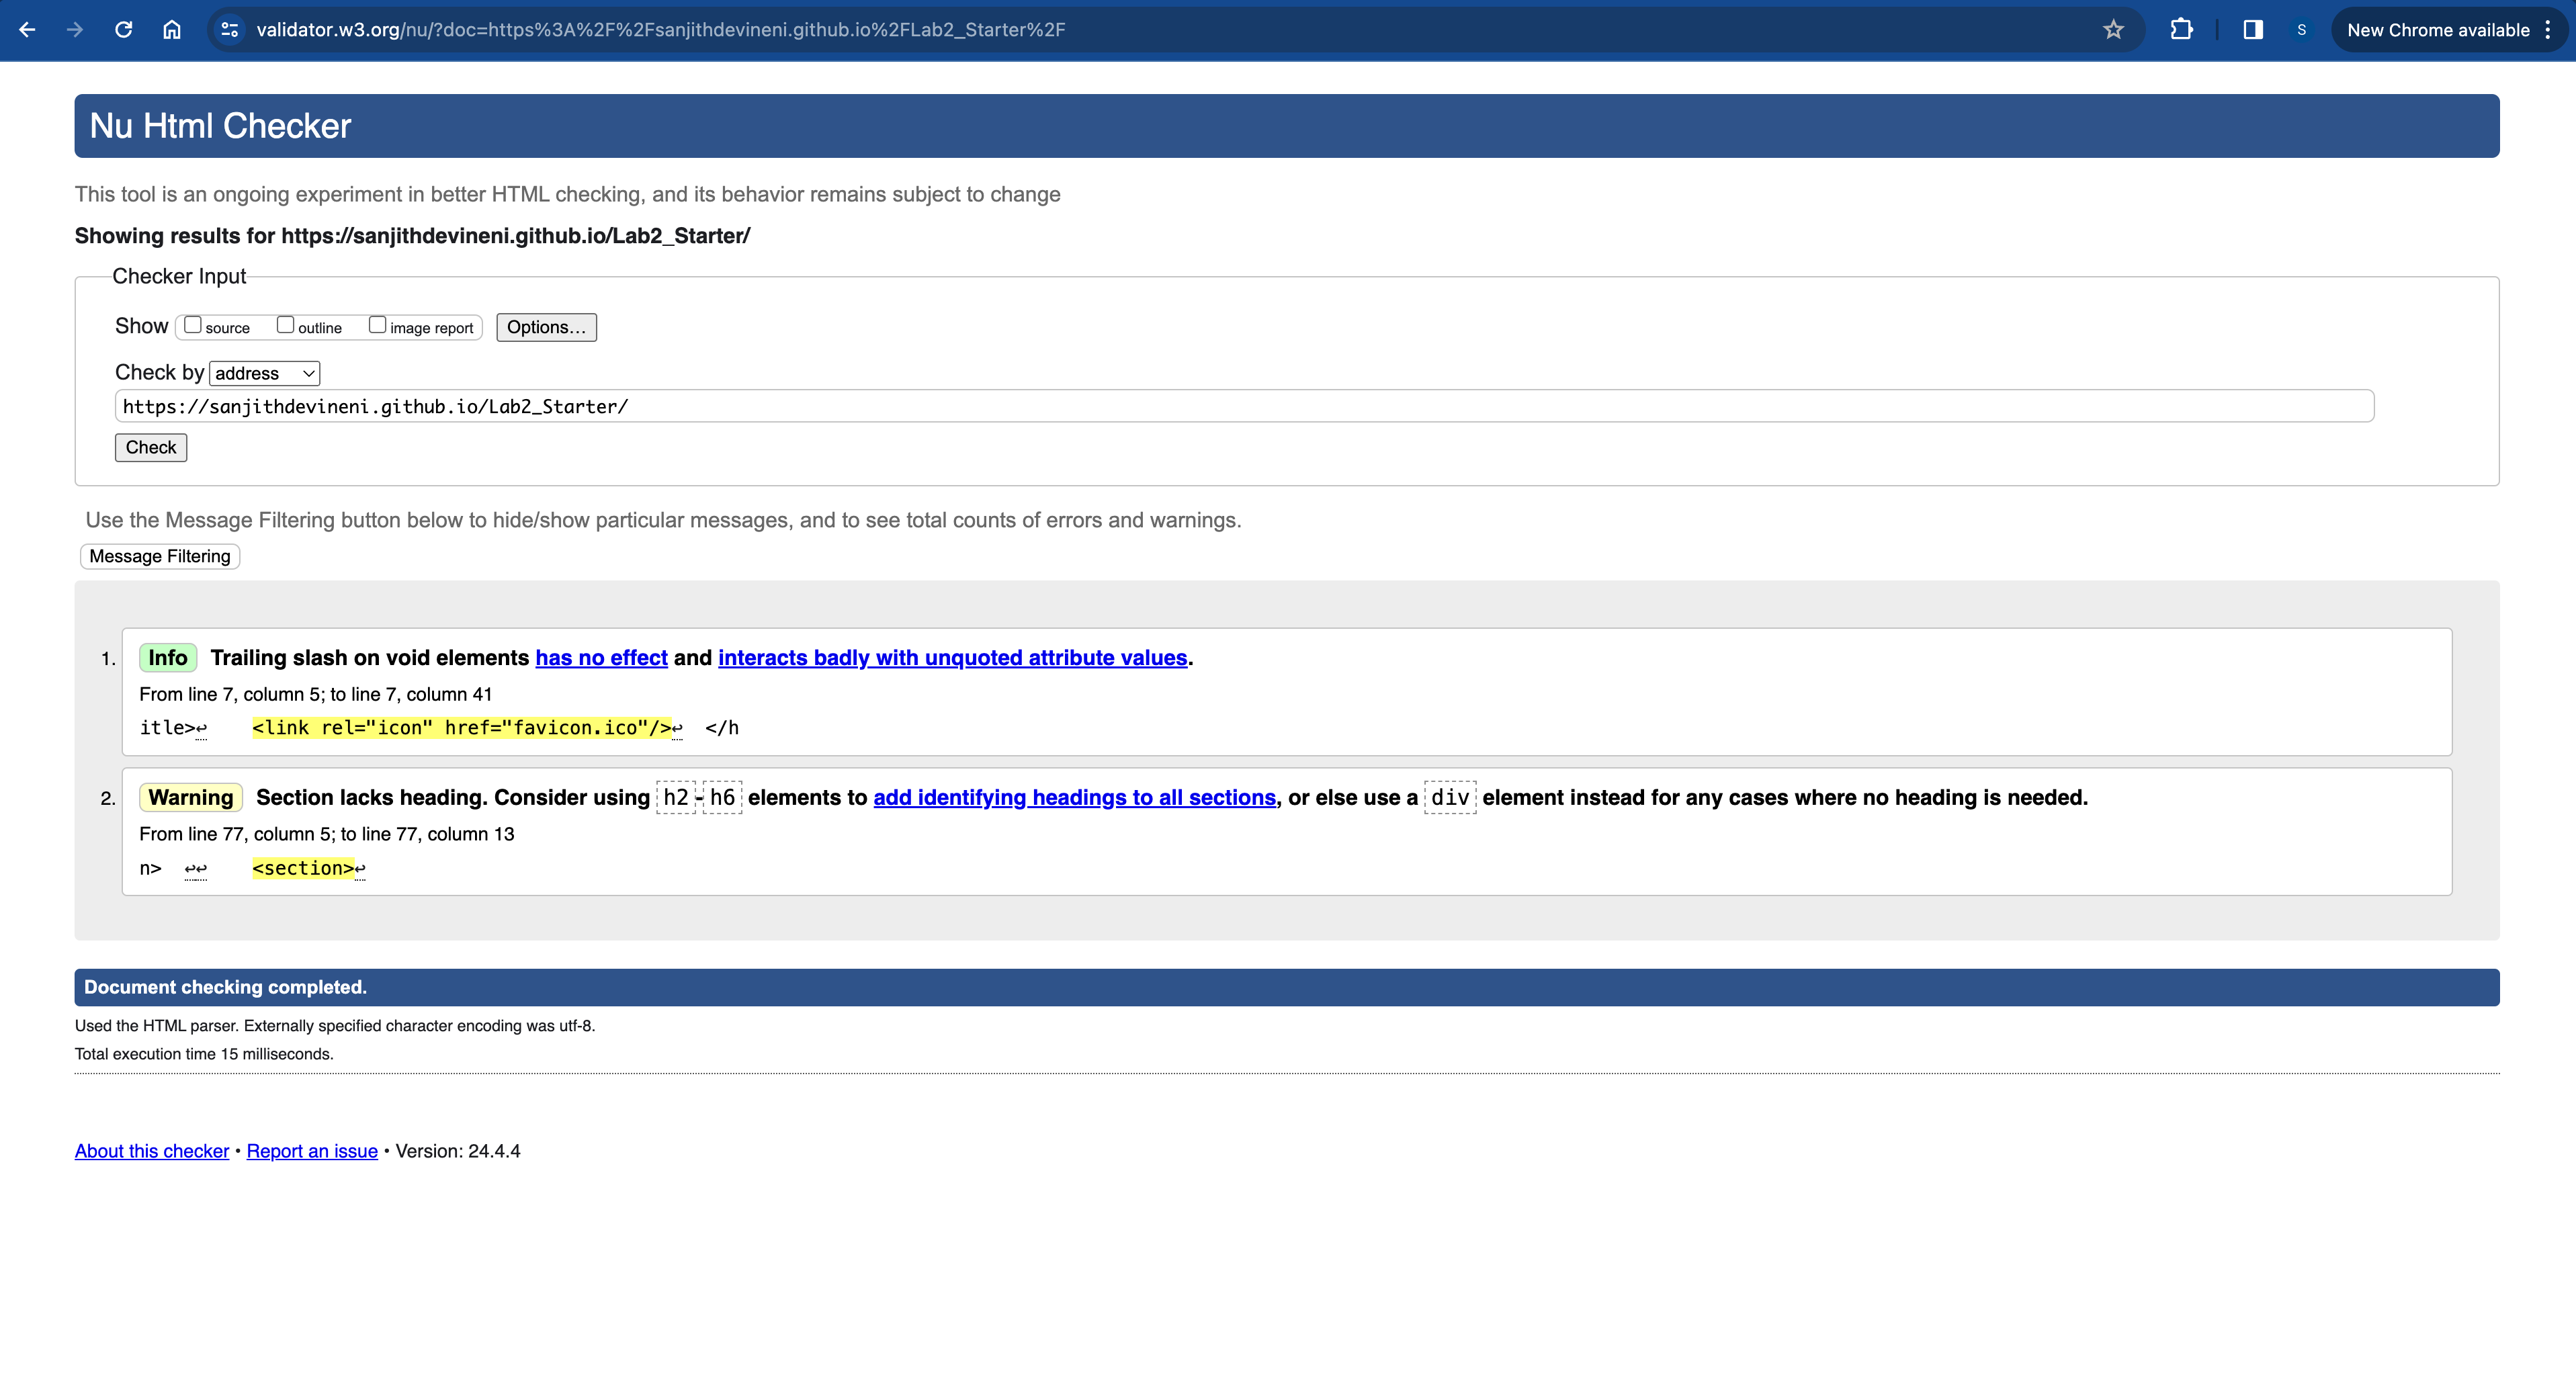 validator.w3.org/nu/?doc=https%3A%2F%2Fsanjithdevineni.github.io%2FLab2_Starter%2F
S
New Chrome available
Nu Html Checker
This tool is an ongoing experiment in better HTML checking, and its behavior remains subject to change
Showing results for https://sanjithdevineni.github.io/Lab2_Starter/
Checker Input
Show source outline image report Options...
Check by address
https://sanjithdevineni.github.io/Lab2_Starter/
Check
Use the Message Filtering button below to hide/show particular messages, and to see total counts of errors and warnings.
Message Filtering
1. Info Trailing slash on void elements has no effect and interacts badly with unquoted attribute values.
From line 7, column 5; to line 7, column 41
itle>↩ <link rel="icon" href="favicon.ico"/>↩ </h
2. Warning Section lacks heading. Consider using h2-h6 elements to add identifying headings to all sections, or else use a div element instead for any cases where no heading is needed.
From line 77, column 5; to line 77, column 13
n> ↩↩ <section>↩
Document checking completed.
Used the HTML parser. Externally specified character encoding was utf-8.
Total execution time 15 milliseconds.
About this checker • Report an issue • Version: 24.4.4